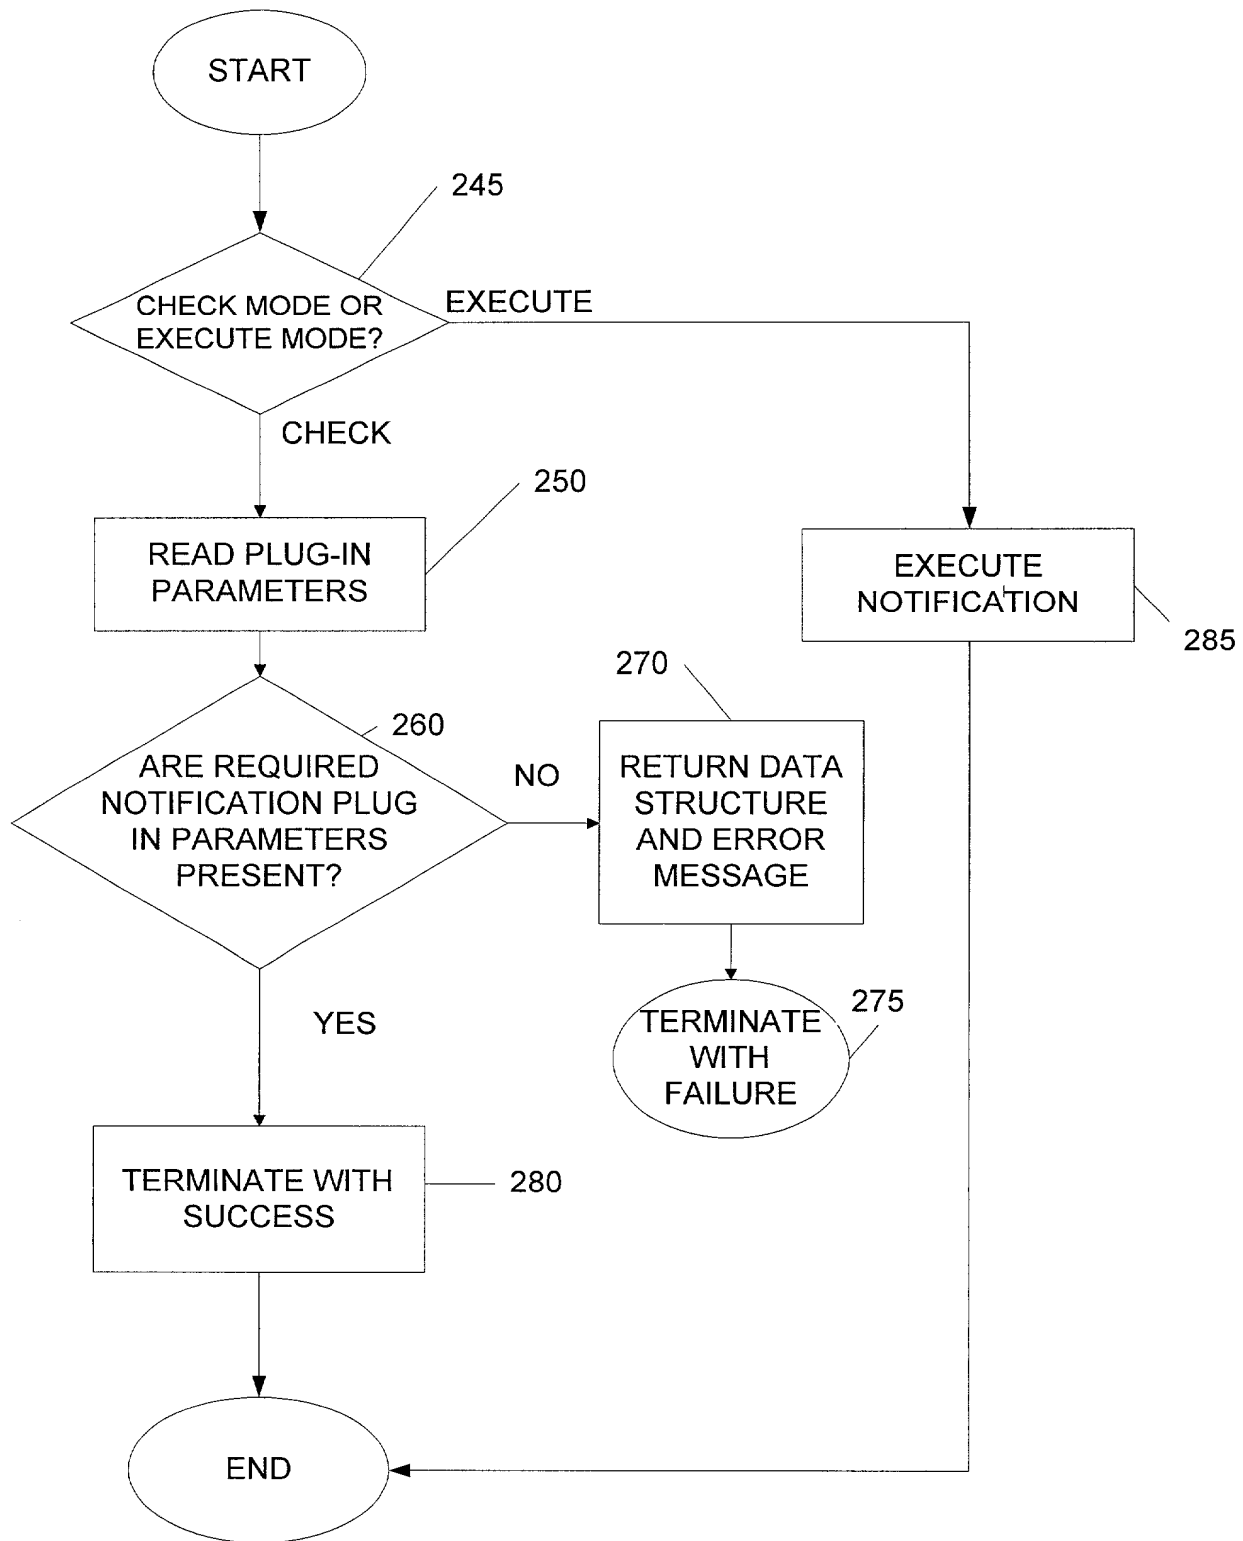 START
245
CHECK MODE OR
EXECUTE MODE?
EXECUTE
CHECK
250
READ PLUG-IN
PARAMETERS
EXECUTE
NOTIFICATION
285
260
ARE REQUIRED
NOTIFICATION PLUG
IN PARAMETERS
PRESENT?
NO
270
RETURN DATA
STRUCTURE
AND ERROR
MESSAGE
275
TERMINATE
WITH
FAILURE
YES
TERMINATE WITH
SUCCESS
280
END